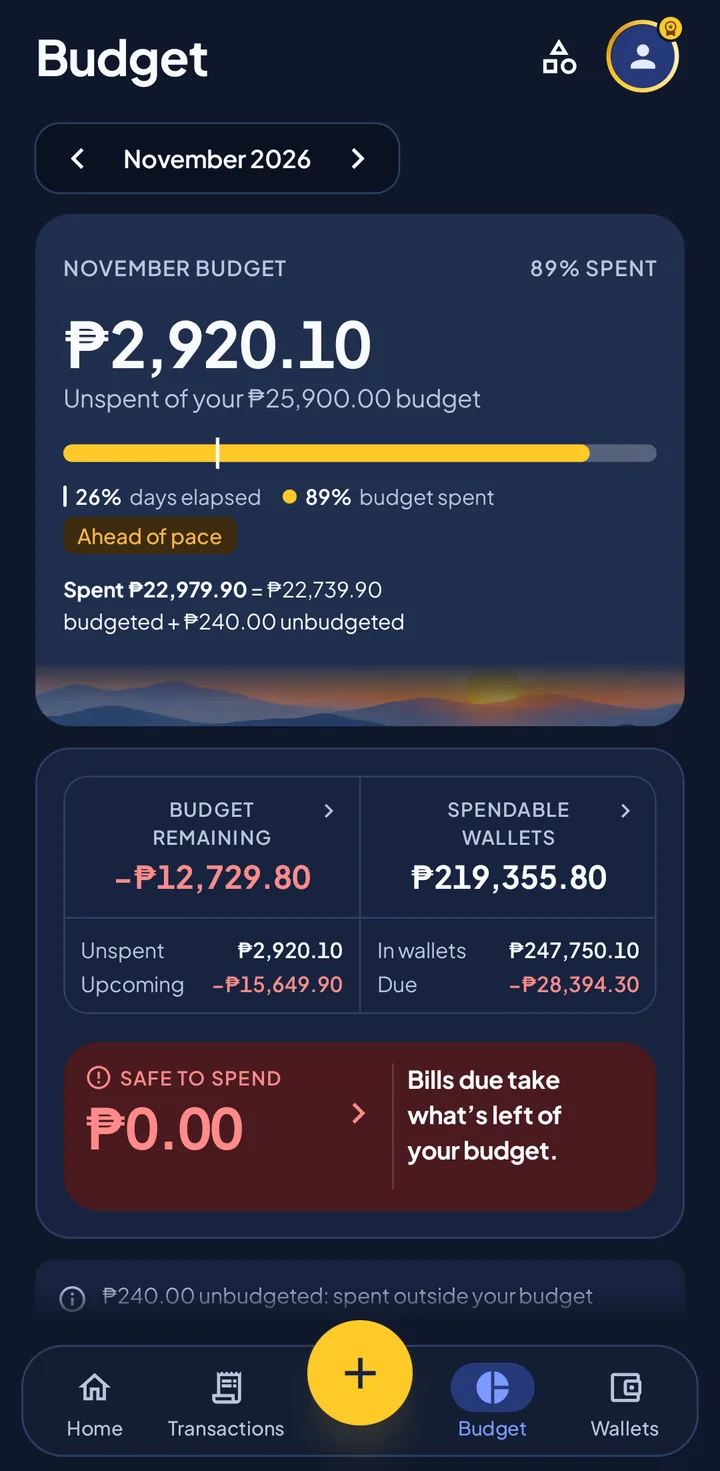 Budget
November 2026
NOVEMBER BUDGET
89% SPENT
₱2,920.10
Unspent of your ₱25,900.00 budget
26% days elapsed
89% budget spent
Ahead of pace
Spent ₱22,979.90 = ₱22,739.90
budgeted + ₱240.00 unbudgeted
BUDGET
REMAINING
-₱12,729.80
SPENDABLE
WALLETS
₱219,355.80
Unspent ₱2,920.10
Upcoming -₱15,649.90
In wallets ₱247,750.10
Due -₱28,394.30
SAFE TO SPEND
₱0.00
Bills due take
what's left of
your budget.
₱240.00 unbudgeted: spent outside your budget
Home
Transactions
Budget
Wallets